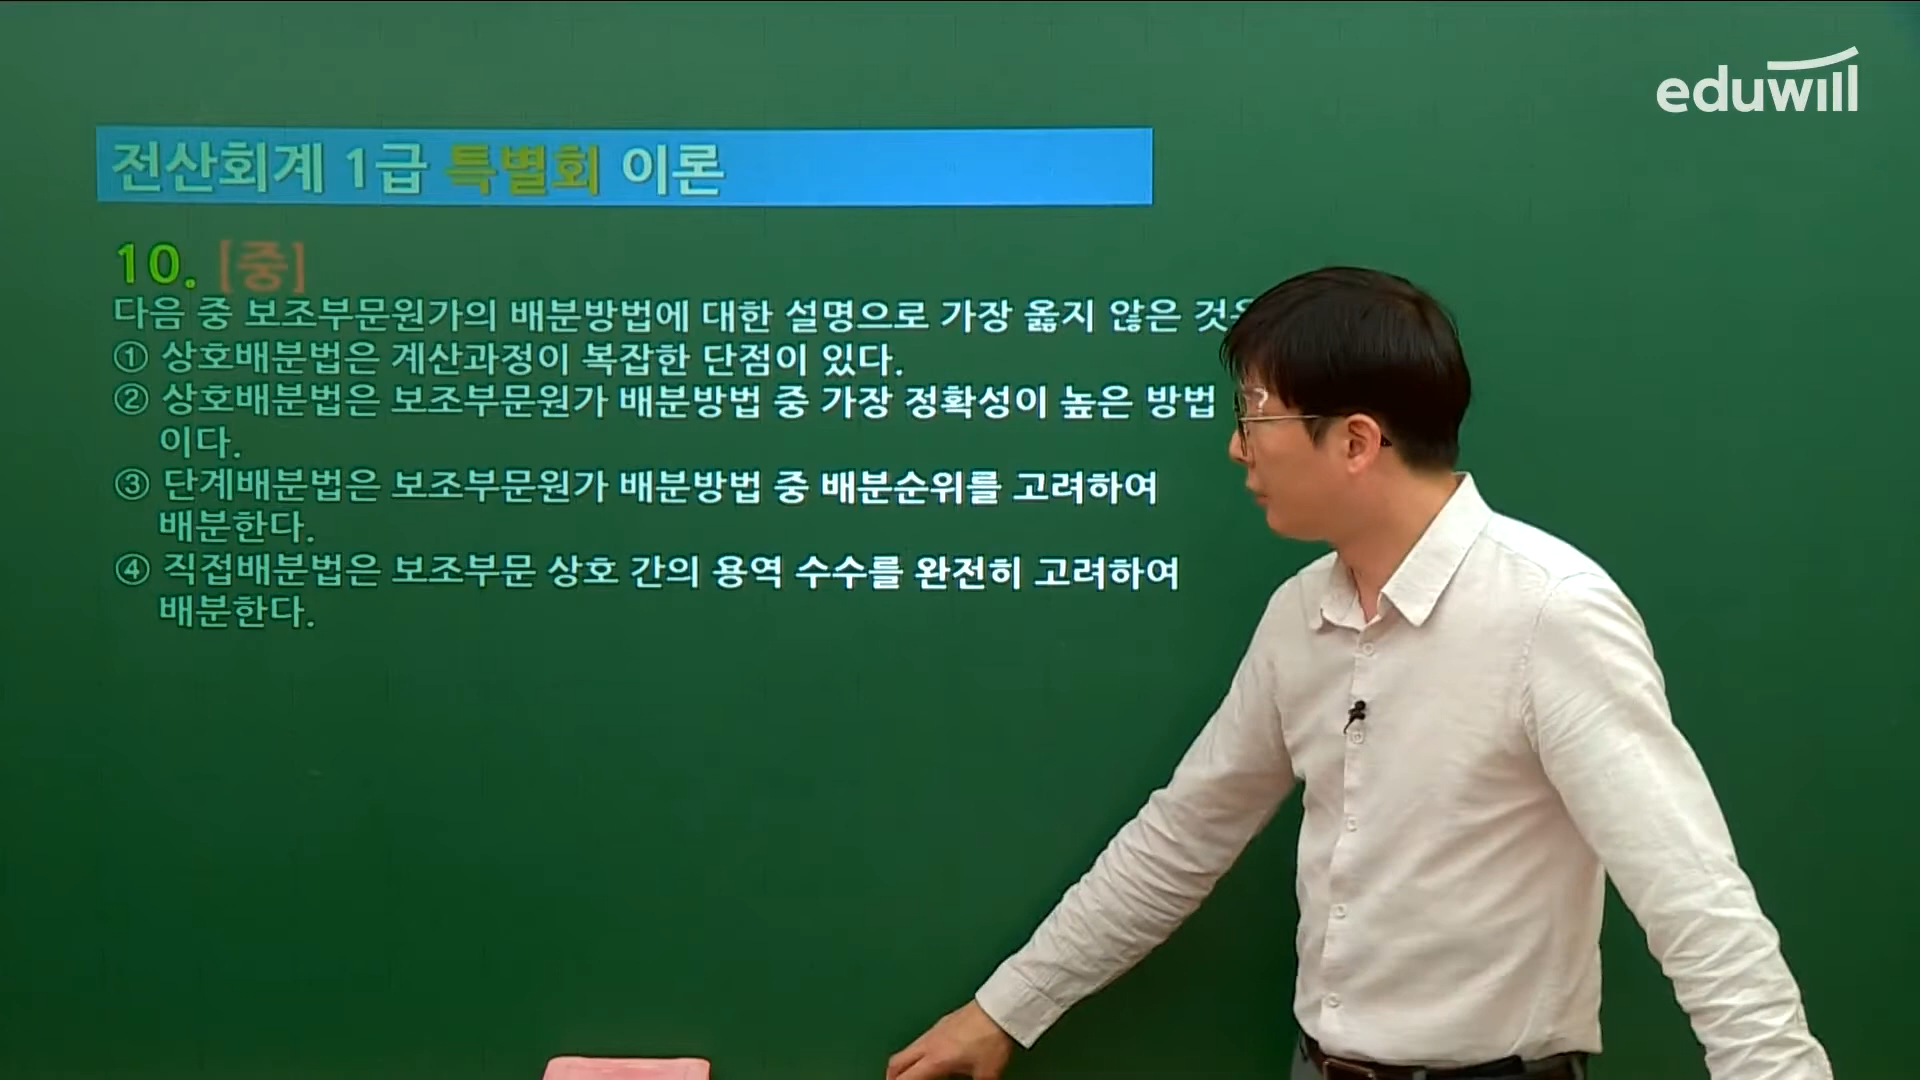 eduwill
전산회계 1급 특별회 이론
10. [중]
다음 중 보조부문원가의 배분방법에 대한 설명으로 가장 옳지 않은
① 상호배분법은 계산과정이 복잡한 단점이 있다.
② 상호배분법은 보조부문원가 배분방법 중 가장 정확성이 높은 방법
이다.
③ 단계배분법은 보조부문원가 배분방법 중 배분순위를 고려하여
배분한다.
④ 직접배분법은 보조부문 상호 간의 용역 수수를 완전히 고려하여
배분한다.